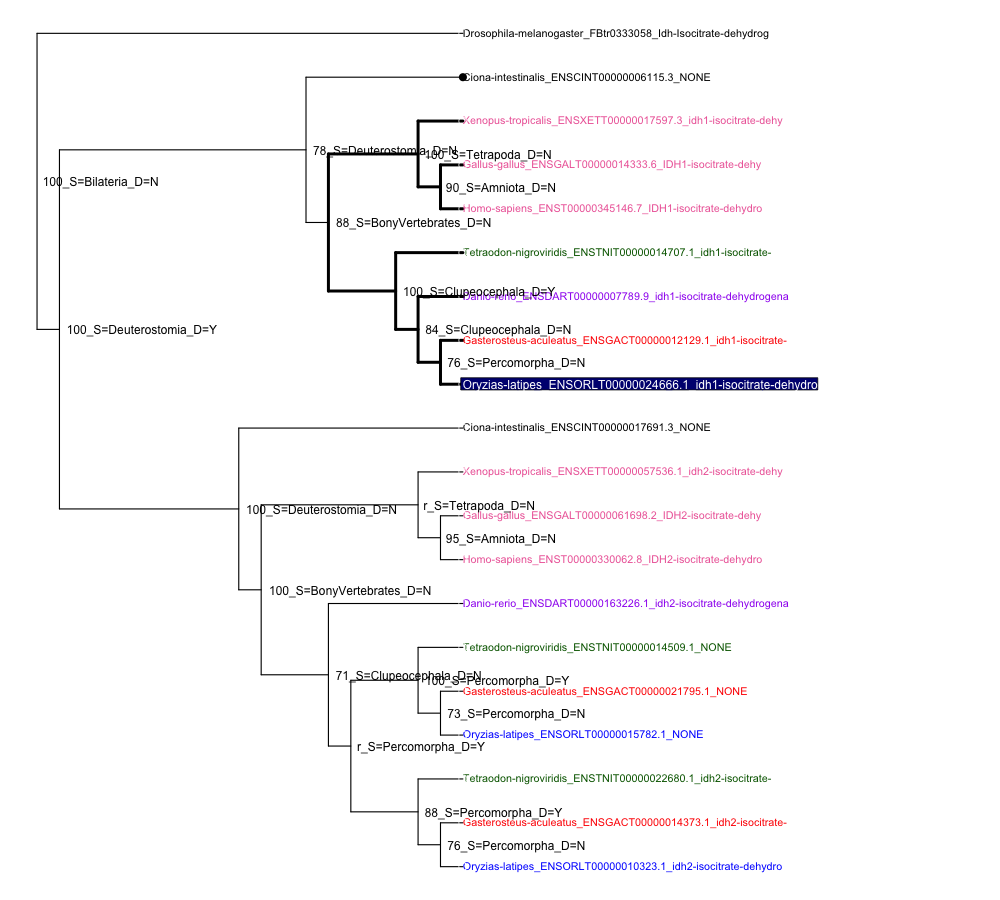 Drosophila-melanogaster_FBtr0333058_Idh-Isocitrate-dehydrog
Ciona-intestinalis_ENSCINT00000006115.3_NONE
Xenopus-tropicalis_ENSXETT00000017597.3_idh1-isocitrate-dehy
78_S=Deuterostomia_D=N
100_S=Tetrapoda_D=N
Gallus-gallus_ENSGALT00000014333.6_IDH1-isocitrate-dehy
100_S=Bilateria_D=N
90_S=Amniota_D=N
Homo-sapiens_ENST00000345146.7_IDH1-isocitrate-dehydro
88_S=BonyVertebrates_D=N
Tetraodon-nigroviridis_ENSTNIT00000014707.1_idh1-isocitrate-
100_S=Clupeocephala_D=Y
Danio-rerio_ENSDART00000007789.9_idh1-isocitrate-dehydrogena
100_S=Deuterostomia_D=Y
84_S=Clupeocephala_D=N
Gasterosteus-aculeatus_ENSGACT00000012129.1_idh1-isocitrate-
76_S=Percomorpha_D=N
Oryzias-latipes_ENSORLT00000024666.1_idh1-isocitrate-dehydro
Ciona-intestinalis_ENSCINT00000017691.3_NONE
Xenopus-tropicalis_ENSXETT00000057536.1_idh2-isocitrate-dehy
r_S=Tetrapoda_D=N
100_S=Deuterostomia_D=N
Gallus-gallus_ENSGALT00000061698.2_IDH2-isocitrate-dehy
95_S=Amniota_D=N
Homo-sapiens_ENST00000330062.8_IDH2-isocitrate-dehydro
100_S=BonyVertebrates_D=N
Danio-rerio_ENSDART00000163226.1_idh2-isocitrate-dehydrogena
Tetraodon-nigroviridis_ENSTNIT00000014509.1_NONE
71_S=Clupeocephala_D=N
100_S=Percomorpha_D=Y
Gasterosteus-aculeatus_ENSGACT00000021795.1_NONE
73_S=Percomorpha_D=N
Oryzias-latipes_ENSORLT00000015782.1_NONE
r_S=Percomorpha_D=Y
Tetraodon-nigroviridis_ENSTNIT00000022680.1_idh2-isocitrate-
88_S=Percomorpha_D=Y
Gasterosteus-aculeatus_ENSGACT00000014373.1_idh2-isocitrate-
76_S=Percomorpha_D=N
Oryzias-latipes_ENSORLT00000010323.1_idh2-isocitrate-dehydro